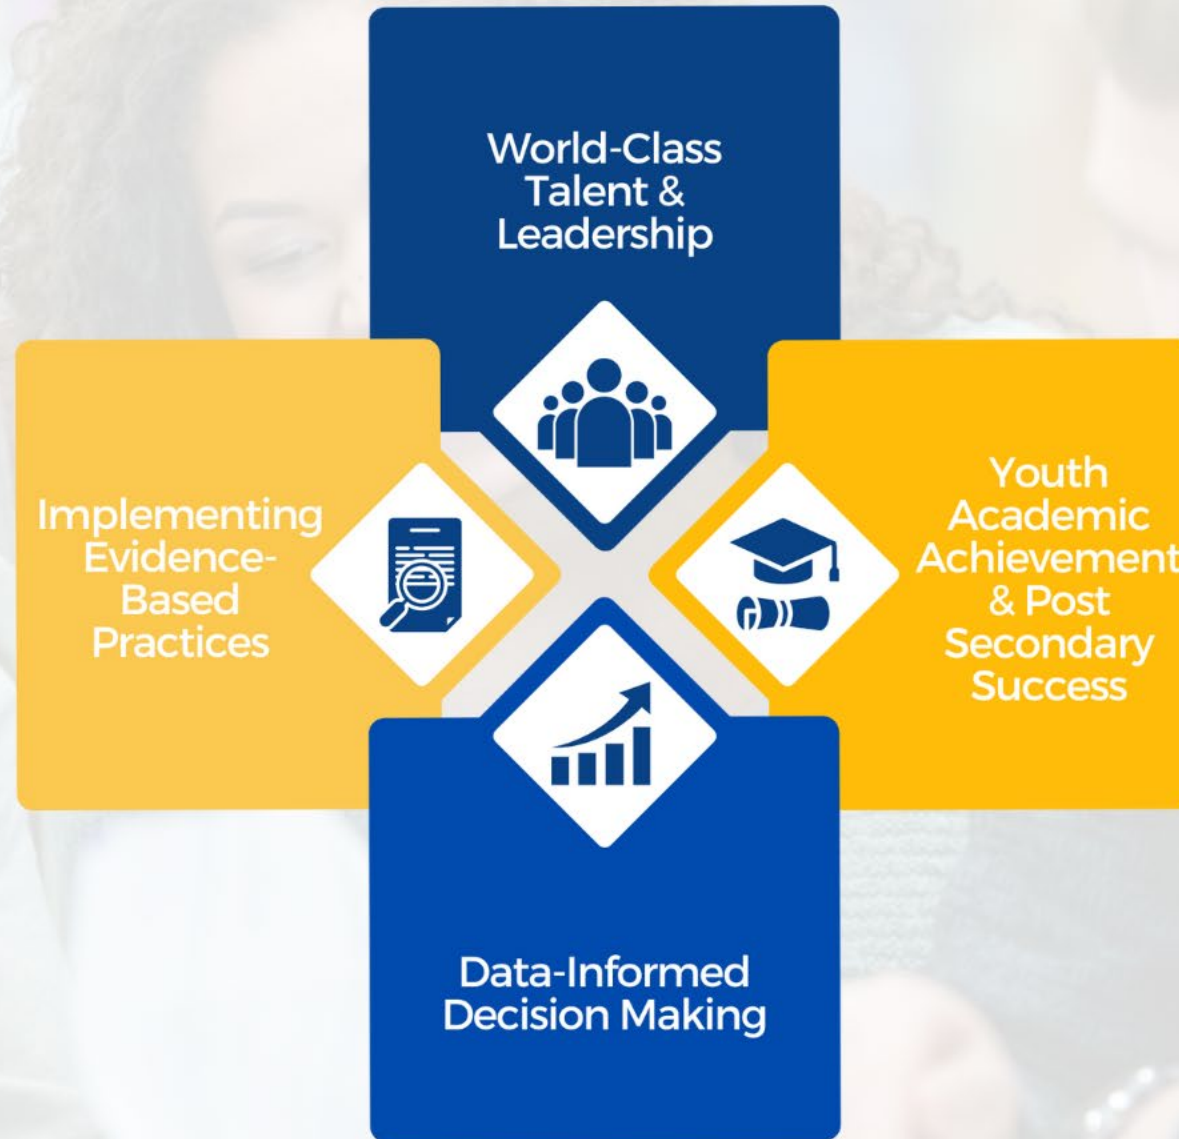 World-Class
Talent &
Leadership
Implementing
Evidence-
Based
Practices
Youth
Academic
Achievement
& Post
Secondary
Success
Data-Informed
Decision Making